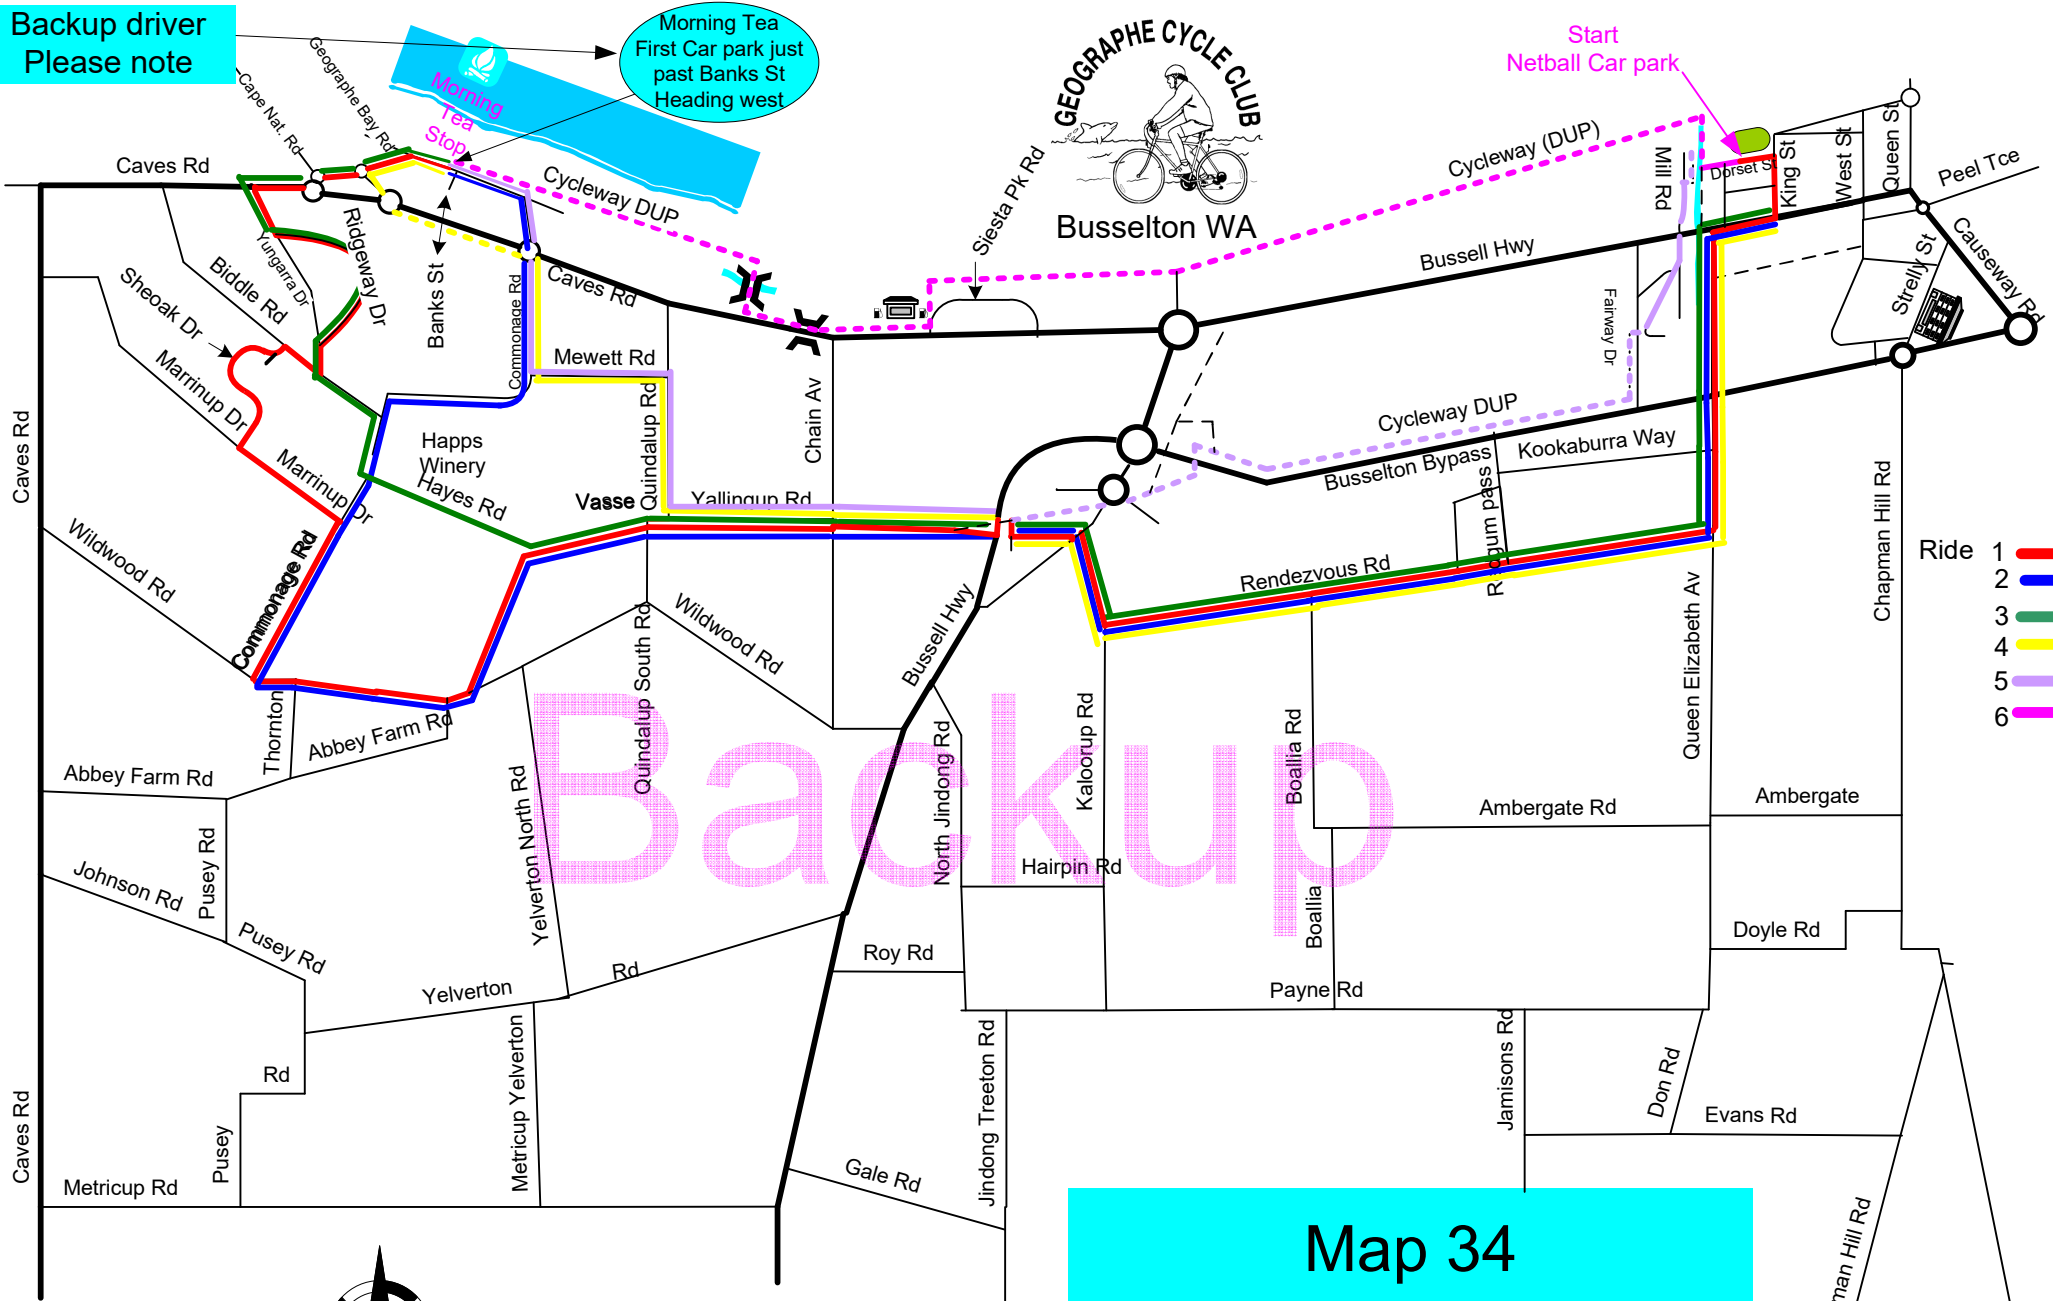 Backup driver
Please note
Morning Tea
First Car park just
past Banks St
Heading west
GEOGRAPHE CYCLE CLUB
Busselton WA
Start
Netball Car park
Morning
Tea
Stop
Cape Nat. Rd
Geographe Bay Rd
Caves Rd
Cycleway DUP
Siesta Pk Rd
Cycleway (DUP)
Mill Rd
Dorset St
King St
West St
Queen St
Peel Tce
Causeway Rd
Strelly St
Bussell Hwy
Fairway Dr
Yungarra Dr
Ridgeway Dr
Biddle Rd
Sheoak Dr
Marrinup Dr
Banks St
Commonage Rd
Caves Rd
Mewett Rd
Quindalup Rd
Chain Av
Cycleway DUP
Busselton Bypass
Kookaburra Way
Happs
Winery
Hayes Rd
Vasse
Yallingup Rd
Marrinup Dr
Caves Rd
Wildwood Rd
Commonage Rd
Rendezvous Rd
Chapman Hill Rd
Queen Elizabeth Av
Ride 1
2
3
4
5
6
Bussell Hwy
Wildwood Rd
Quindalup South Rd
Thornton
Abbey Farm Rd
Abbey Farm Rd
Yelverton North Rd
North Jindong Rd
Kaloorup Rd
Boallia Rd
Ambergate Rd
Ambergate
Backup
Hairpin Rd
Johnson Rd
Pusey Rd
Pusey Rd
Boallia
Doyle Rd
Roy Rd
Rd
Yelverton
Payne Rd
Metricup Yelverton
Jindong Treeton Rd
Jamisons Rd
Don Rd
Evans Rd
Rd
Pusey
Caves Rd
Metricup Rd
Gale Rd
man Hill Rd
Map 34